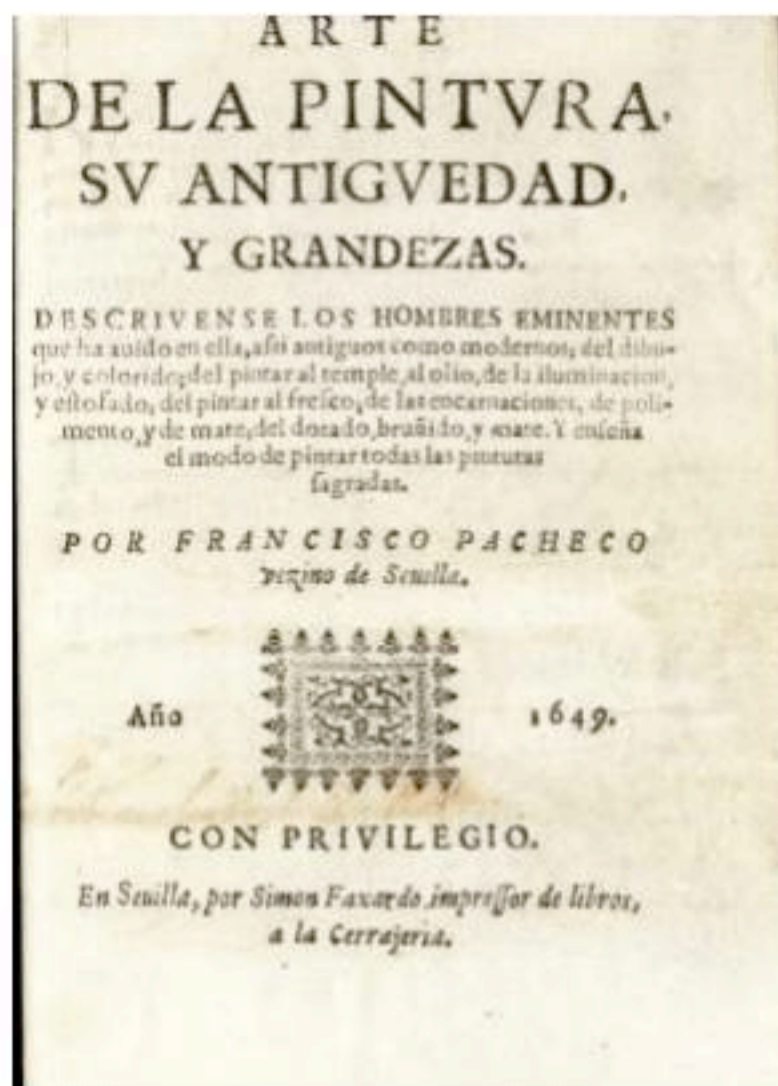 ARTE
DE LA PINTVRA,
SV ANTIGVEDAD,
Y GRANDEZAS.
DESCRIVENSE LOS HOMBRES EMINENTES
que ha auido en ella, aſsi antiguos como modernos; del dibu-
jo, y colorido; del pintar al temple, al olio, de la iluminacion,
y eſtofado; del pintar al freſco; de las encarnaciones, de poli-
mento, y de mate; del dorado, bruñido, y mate. Y enſeña
el modo de pintar todas las pinturas
ſagradas.
POR FRANCISCO PACHECO
vezino de Seuilla.
Año 1649.
CON PRIVILEGIO.
En Seuilla, por Simon Faxardo, impreſſor de libros,
a la Cerrajeria.